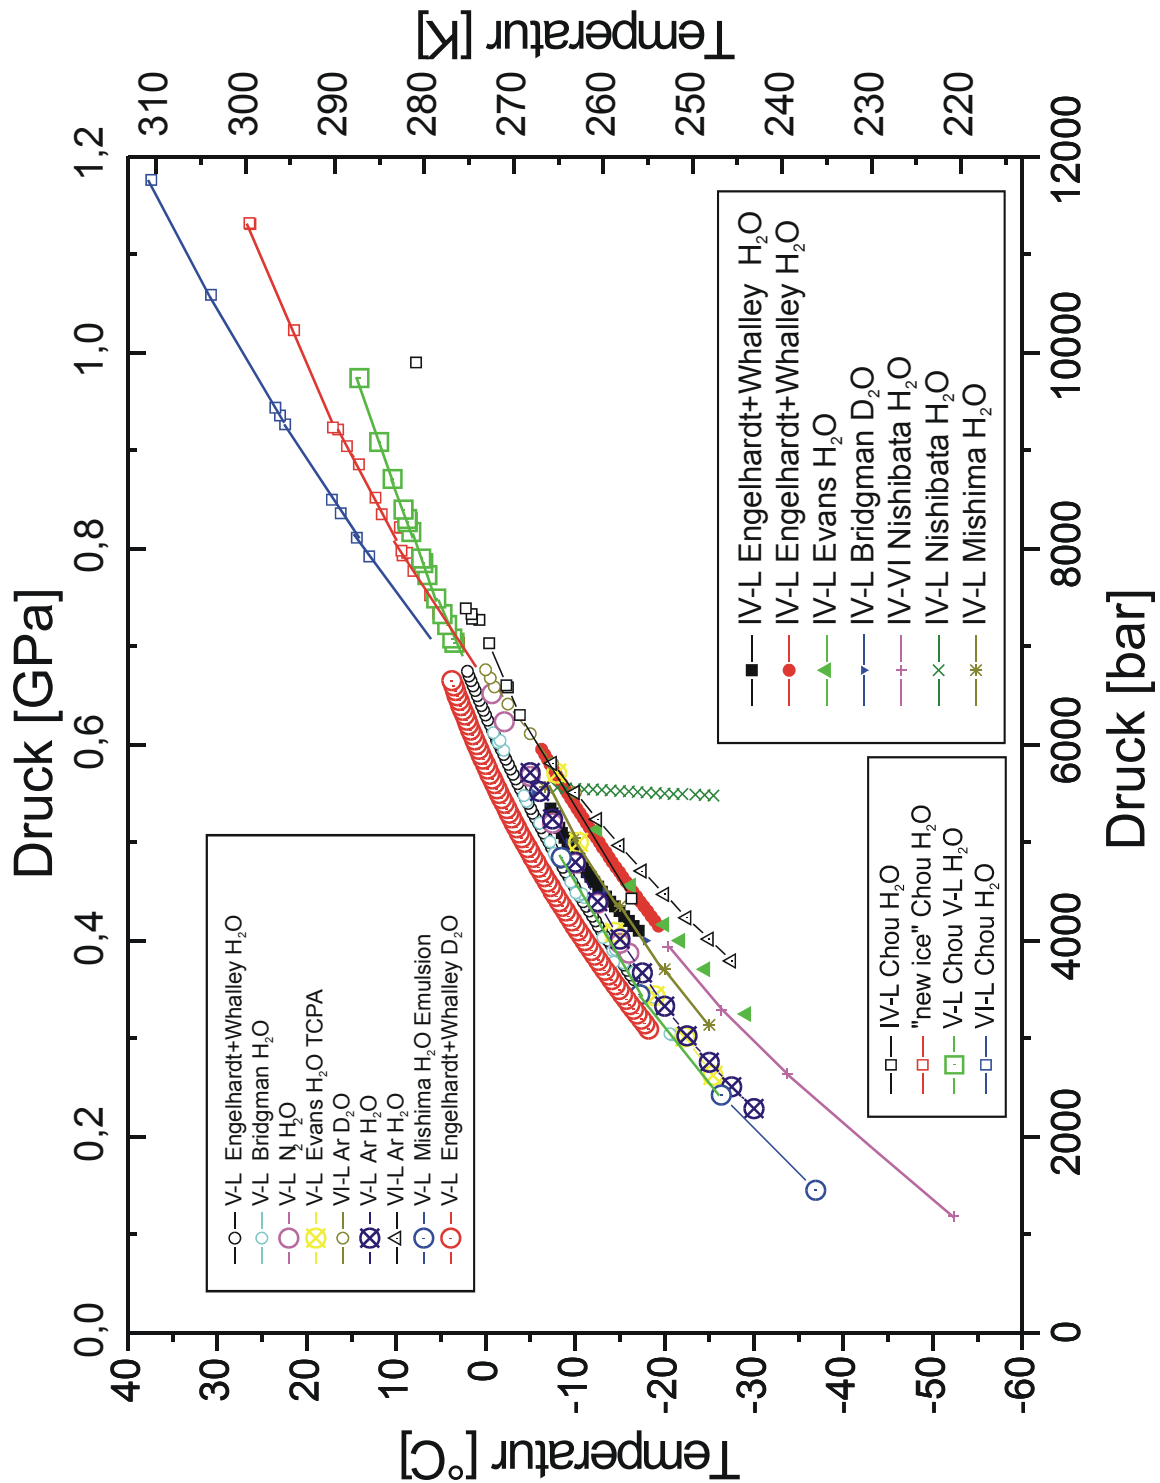 Druck [GPa]
0,0
0,2
0,4
0,6
0,8
1,0
1,2
Temperatur [°C]
40
30
20
10
0
-10
-20
-30
-40
-50
-60
Temperatur [K]
310
300
290
280
270
260
250
240
230
220
V-L Engelhardt+Whalley H₂O
V-L Bridgman H₂O
V-L N₂ H₂O
V-L Evans H₂O TCPA
VI-L Ar D₂O
V-L Ar H₂O
VI-L Ar H₂O
V-L Mishima H₂O Emulsion
V-L Engelhardt+Whalley D₂O
IV-L Engelhardt+Whalley H₂O
IV-L Engelhardt+Whalley H₂O
IV-L Evans H₂O
IV-L Bridgman D₂O
IV-VI Nishibata H₂O
IV-L Nishibata H₂O
IV-L Mishima H₂O
IV-L Chou H₂O
"new ice" Chou H₂O
V-L Chou V-L H₂O
VI-L Chou H₂O
0
2000
4000
6000
8000
10000
12000
Druck [bar]